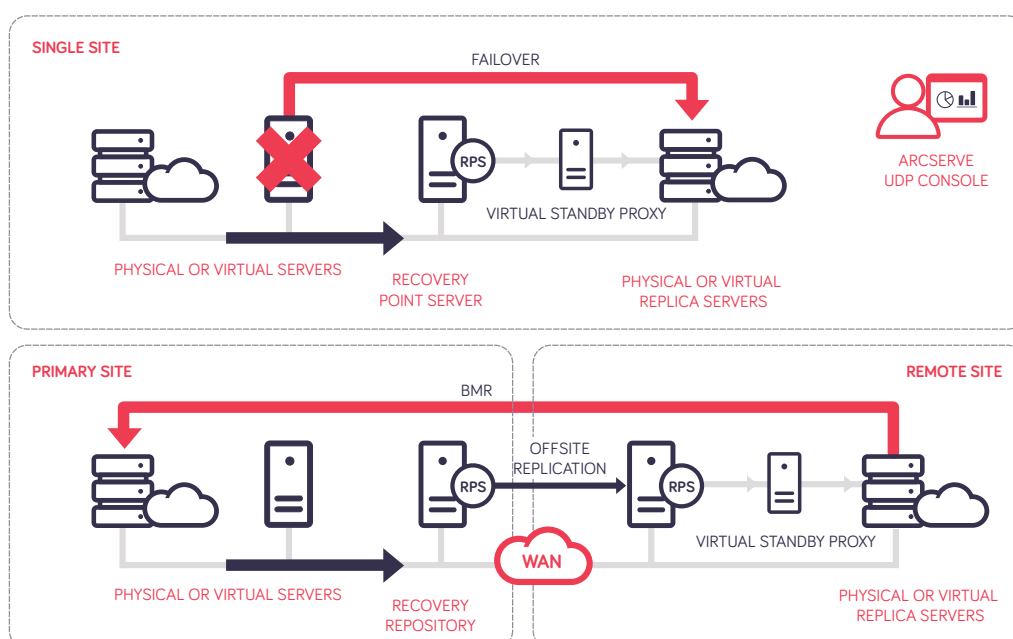 SINGLE SITE
FAILOVER
RPS
VIRTUAL STANDBY PROXY
ARCSERVE
UDP CONSOLE
PHYSICAL OR VIRTUAL SERVERS
RECOVERY
POINT SERVER
PHYSICAL OR VIRTUAL
REPLICA SERVERS
PRIMARY SITE
REMOTE SITE
BMR
OFFSITE
REPLICATION
RPS
RPS
VIRTUAL STANDBY PROXY
WAN
PHYSICAL OR VIRTUAL SERVERS
RECOVERY
REPOSITORY
PHYSICAL OR VIRTUAL
REPLICA SERVERS